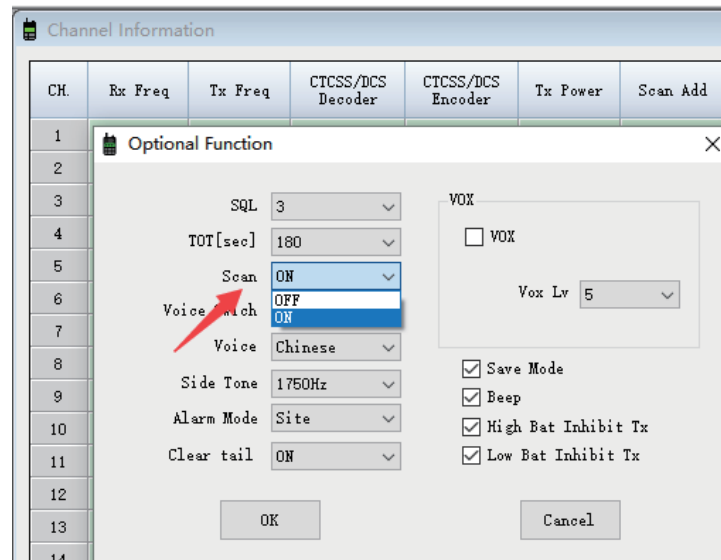 Channel Information
CH. Rx Freq Tx Freq CTCSS/DCS Decoder CTCSS/DCS Encoder Tx Power Scan Add
1
2
3
4
5
6
7
8
9
10
11
12
13
14
Optional Function
SQL 3
TOT[sec] 180
Scan ON
OFF
ON
Voice
Voice Chinese
Side Tone 1750Hz
Alarm Mode Site
Clear tail ON
VOX
VOX
Vox Lv 5
Save Mode
Beep
High Bat Inhibit Tx
Low Bat Inhibit Tx
OK
Cancel